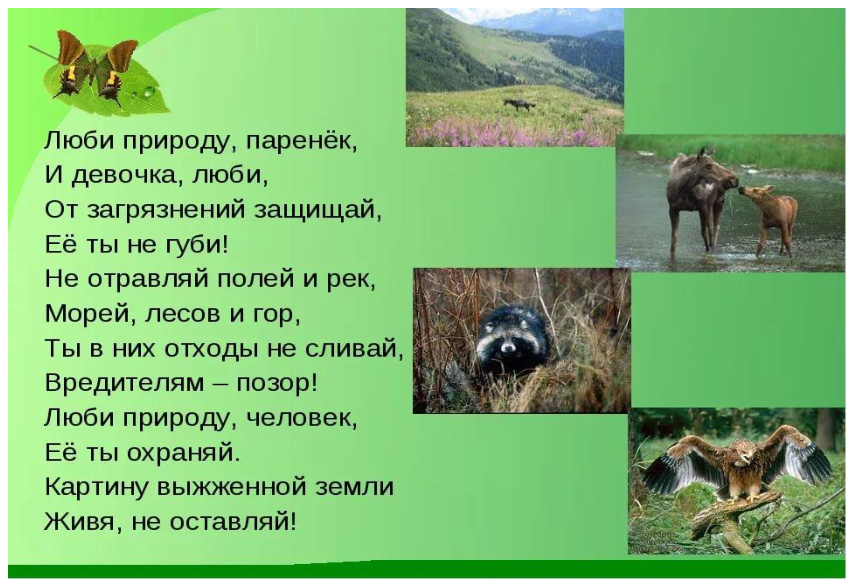 Люби природу, паренёк,
И девочка, люби,
От загрязнений защищай,
Её ты не губи!
Не отравляй полей и рек,
Морей, лесов и гор,
Ты в них отходы не сливай,
Вредителям – позор!
Люби природу, человек,
Её ты охраняй.
Картину выжженной земли
Живя, не оставляй!